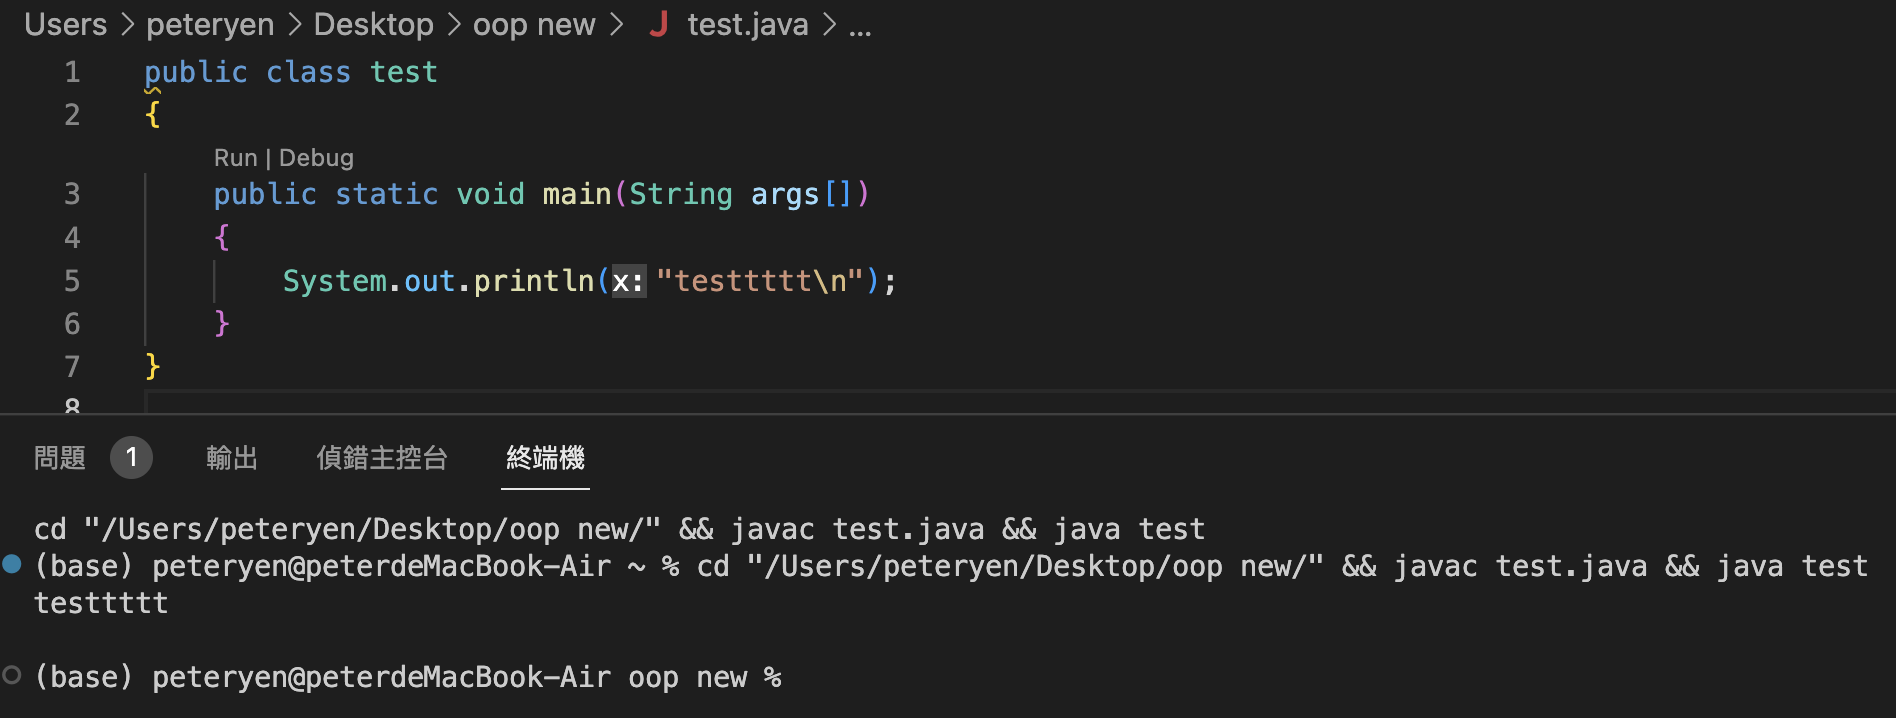 Users > peteryen > Desktop > oop new > J test.java > ...
1 public class test
2 {
Run | Debug
3 public static void main(String args[])
4 {
5 System.out.println(x: "testtttt\n");
6 }
7 }
8
問題 1 輸出 偵錯主控台 終端機
cd "/Users/peteryen/Desktop/oop new/" && javac test.java && java test
(base) peteryen@peterdeMacBook-Air ~ % cd "/Users/peteryen/Desktop/oop new/" && javac test.java && java test
testtttt
(base) peteryen@peterdeMacBook-Air oop new %